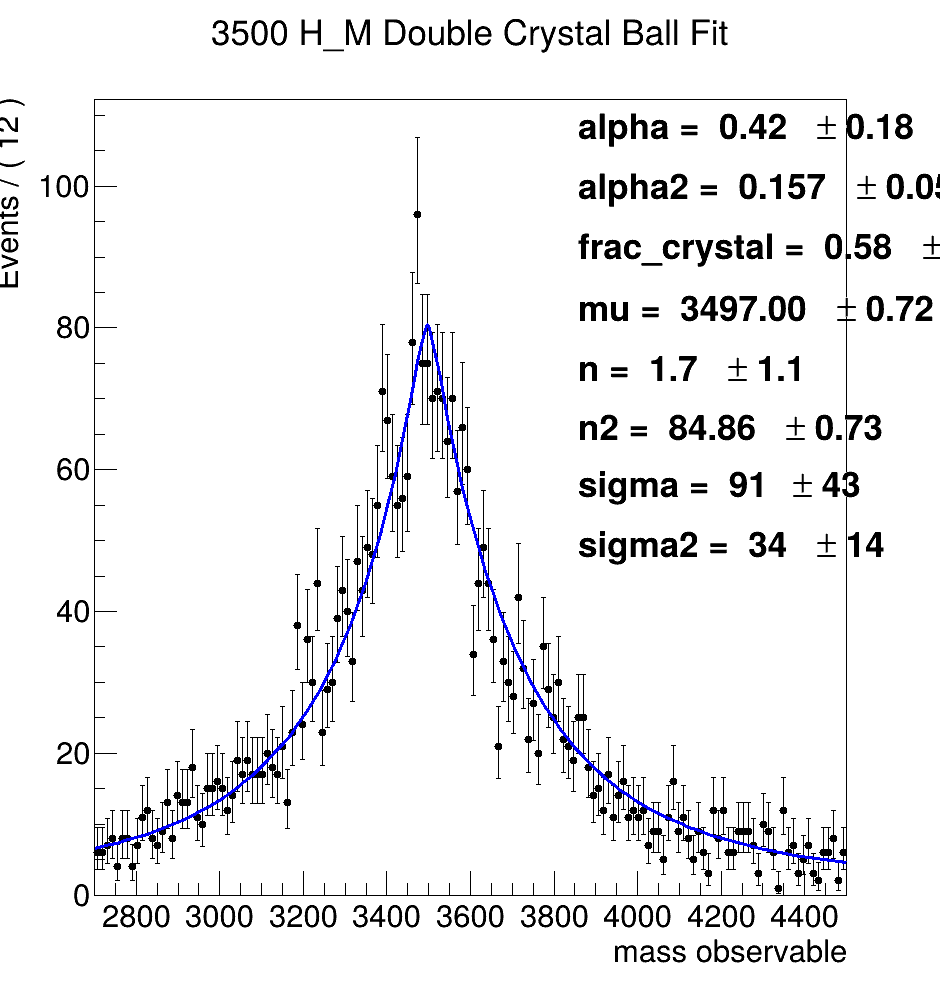 3500 H_M Double Crystal Ball Fit
Events / ( 12 )
100
80
60
40
20
0
alpha = 0.42 ± 0.18
alpha2 = 0.157 ± 0.05
frac_crystal = 0.58 ±
mu = 3497.00 ± 0.72
n = 1.7 ± 1.1
n2 = 84.86 ± 0.73
sigma = 91 ± 43
sigma2 = 34 ± 14
2800 3000 3200 3400 3600 3800 4000 4200 4400
mass observable